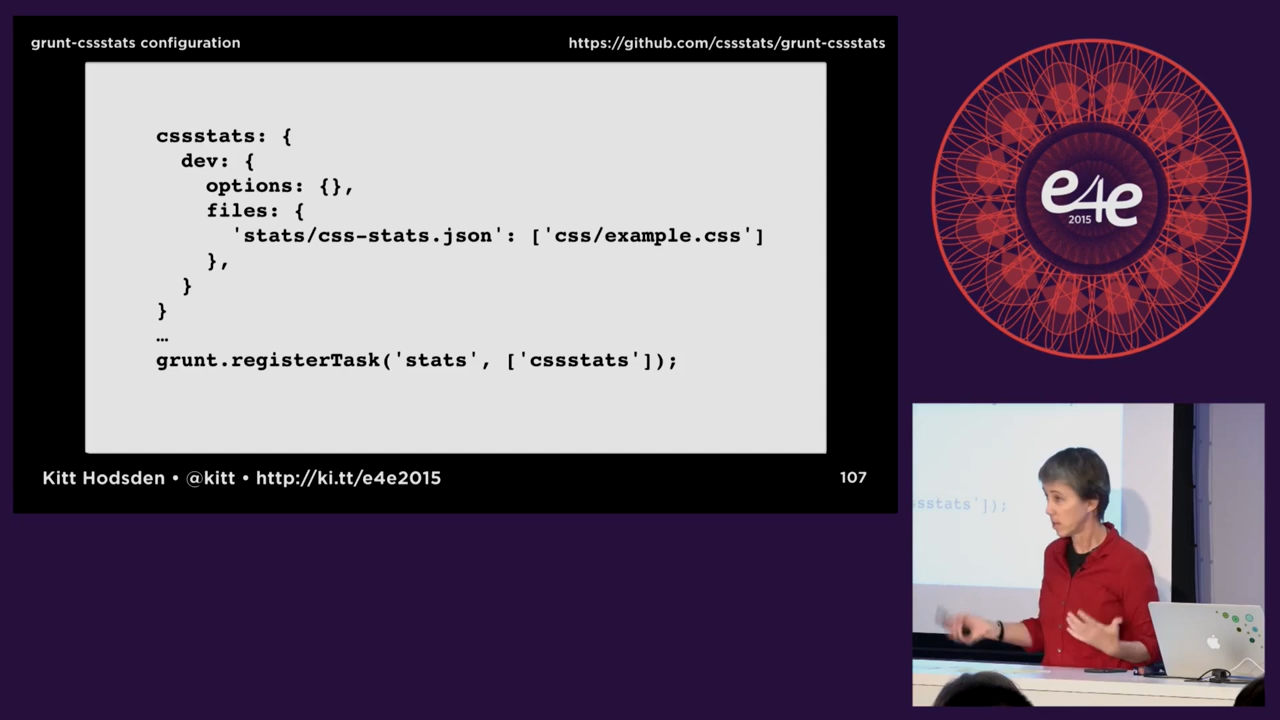 grunt-cssstats configuration
https://github.com/cssstats/grunt-cssstats
cssstats: {
dev: {
options: {},
files: {
'stats/css-stats.json': ['css/example.css']
},
}
}
…
grunt.registerTask('stats', ['cssstats']);
Kitt Hodsden • @kitt • http://ki.tt/e4e2015
107
e4e
2015
sstats']);